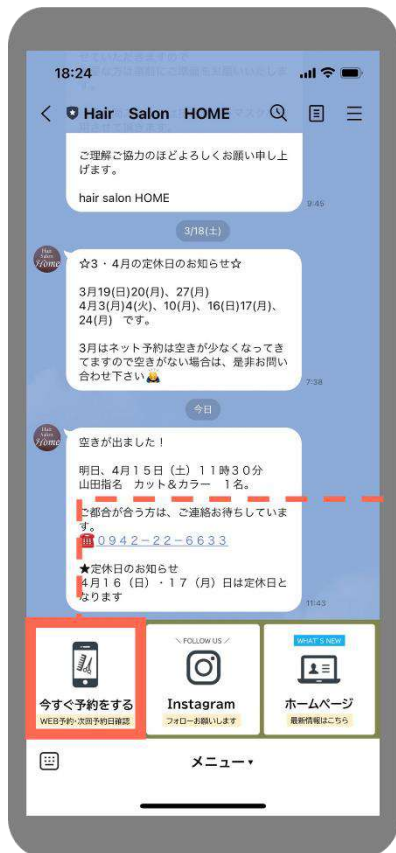 18:24
Hair Salon HOME
ご理解ご協力のほどよろしくお願い申し上
げます。
hair salon HOME
9:45
3/18(土)
☆3・4月の定休日のお知らせ☆
3月19(日)20(月)、27(月)
4月3(月)4(火)、10(月)、16(日)17(月)、
24(月) です。
3月はネット予約は空きが少なくなってき
てますので空きがない場合は、是非お問い
合わせ下さい
7:38
今日
空きが出ました!
明日、4月15日(土)11時30分
山田指名 カット&カラー 1名。
ご都合が合う方は、ご連絡お待ちしていま
す。
☎0942-22-6633
★定休日のお知らせ
4月16(日)・17(月)日は定休日と
なります
11:43
今すぐ予約をする
WEB予約・次回予約日確認
\ FOLLOW US /
Instagram
フォローお願いします
WHAT'S NEW
ホームページ
最新情報はこちら
メニュー▾